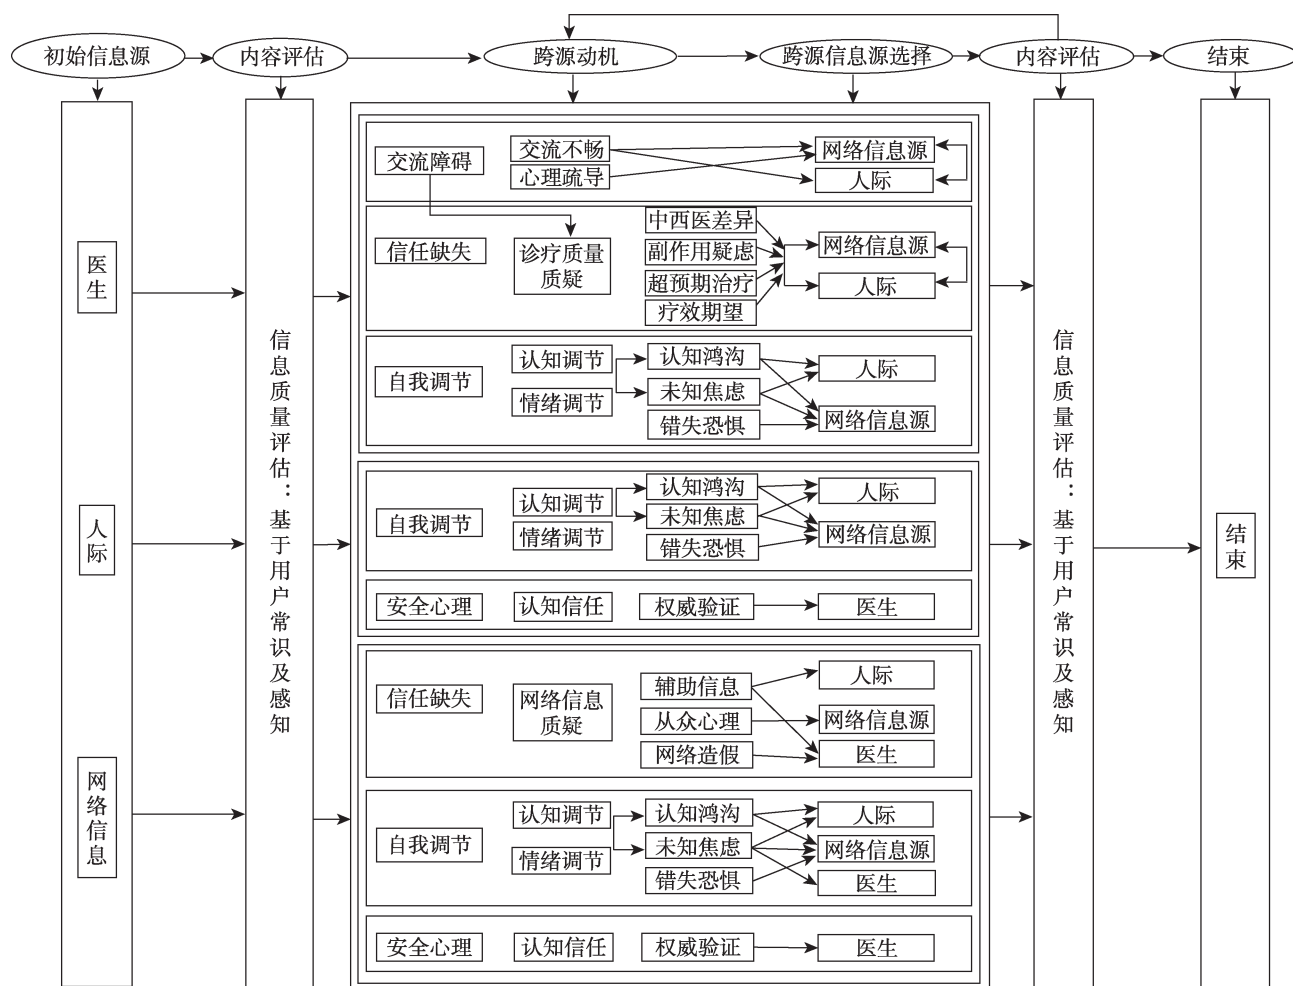 初始信息源
内容评估
跨源动机
跨源信息源选择
内容评估
结束
医生
人际
网络信息
信息质量评估：基于用户常识及感知
交流障碍
交流不畅
心理疏导
网络信息源
人际
信任缺失
诊疗质量
质疑
中西医差异
副作用疑虑
超预期治疗
疗效期望
网络信息源
人际
自我调节
认知调节
情绪调节
认知鸿沟
未知焦虑
错失恐惧
人际
网络信息源
自我调节
认知调节
情绪调节
认知鸿沟
未知焦虑
错失恐惧
人际
网络信息源
安全心理
认知信任
权威验证
医生
信任缺失
网络信息
质疑
辅助信息
从众心理
网络造假
人际
网络信息源
医生
自我调节
认知调节
情绪调节
认知鸿沟
未知焦虑
错失恐惧
人际
网络信息源
医生
安全心理
认知信任
权威验证
医生
信息质量评估：基于用户常识及感知
结束